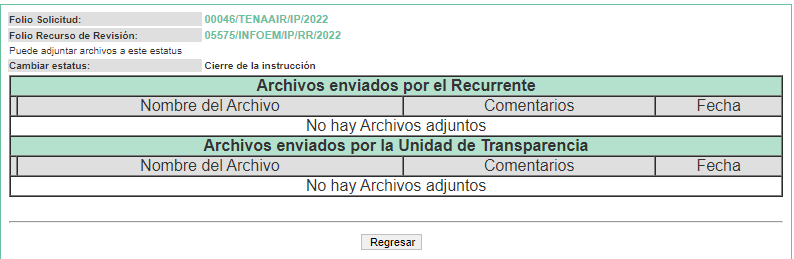 Folio Solicitud: 00046/TENAAIR/IP/2022
Folio Recurso de Revisión: 05575/INFOEM/IP/RR/2022
Puede adjuntar archivos a este estatus
Cambiar estatus: Cierre de la instrucción
Archivos enviados por el Recurrente
Nombre del Archivo Comentarios Fecha
No hay Archivos adjuntos
Archivos enviados por la Unidad de Transparencia
Nombre del Archivo Comentarios Fecha
No hay Archivos adjuntos
Regresar